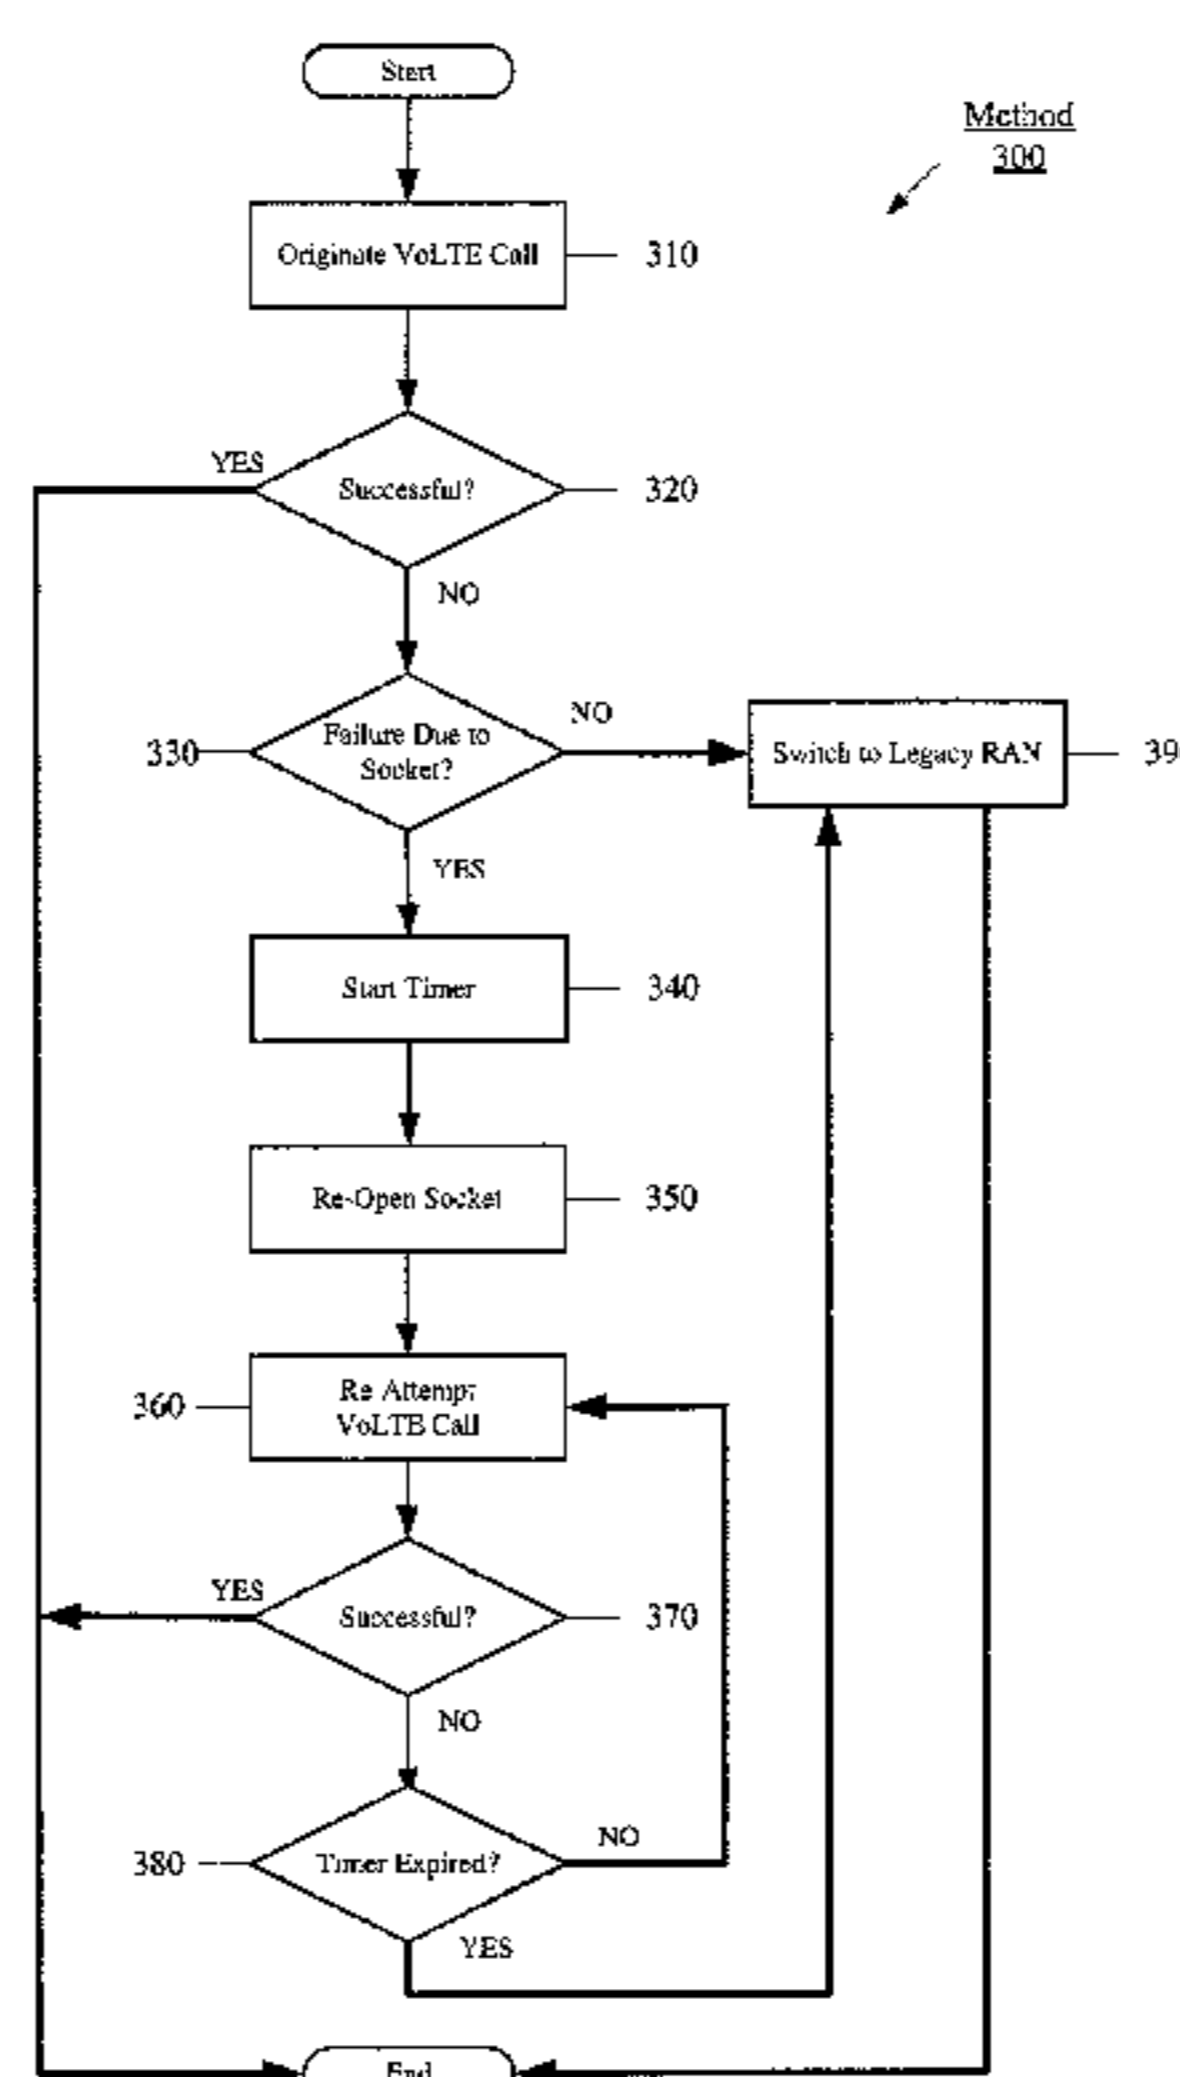 Start
Method
300
Originate VoLTE Call
310
YES
Successful?
320
NO
Failure Due to
Socket?
330
NO
Switch to Legacy RAN
39
YES
Start Timer
340
Re-Open Socket
350
Re Attempt
VoLTE Call
360
YES
Successful?
370
NO
Timer Expired?
380
NO
YES
End